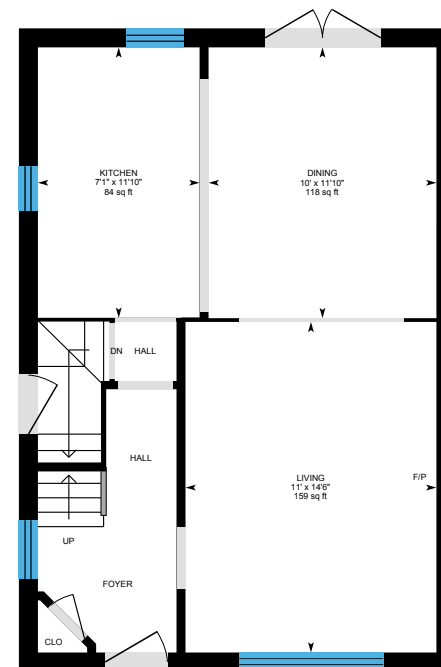 KITCHEN
7'1" x 11'10"
84 sq ft
DINING
10' x 11'10"
118 sq ft
DN
HALL
HALL
LIVING
11' x 14'6"
159 sq ft
F/P
UP
FOYER
CLO